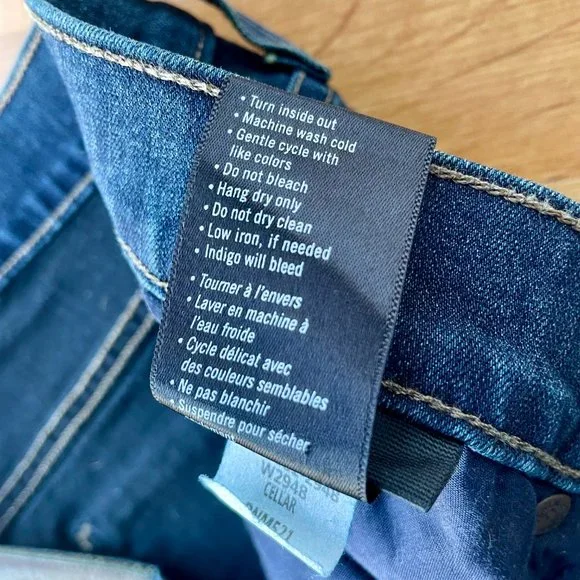 • Turn inside out
• Machine wash cold
• Gentle cycle with
like colors
• Do not bleach
• Hang dry only
• Do not dry clean
• Low iron, if needed
• Indigo will bleed
• Tourner à l'envers
• Laver en machine à
l'eau froide
• Cycle délicat avec
des couleurs semblables
• Ne pas blanchir
Suspendre pour sécher
W2948
CELLAR